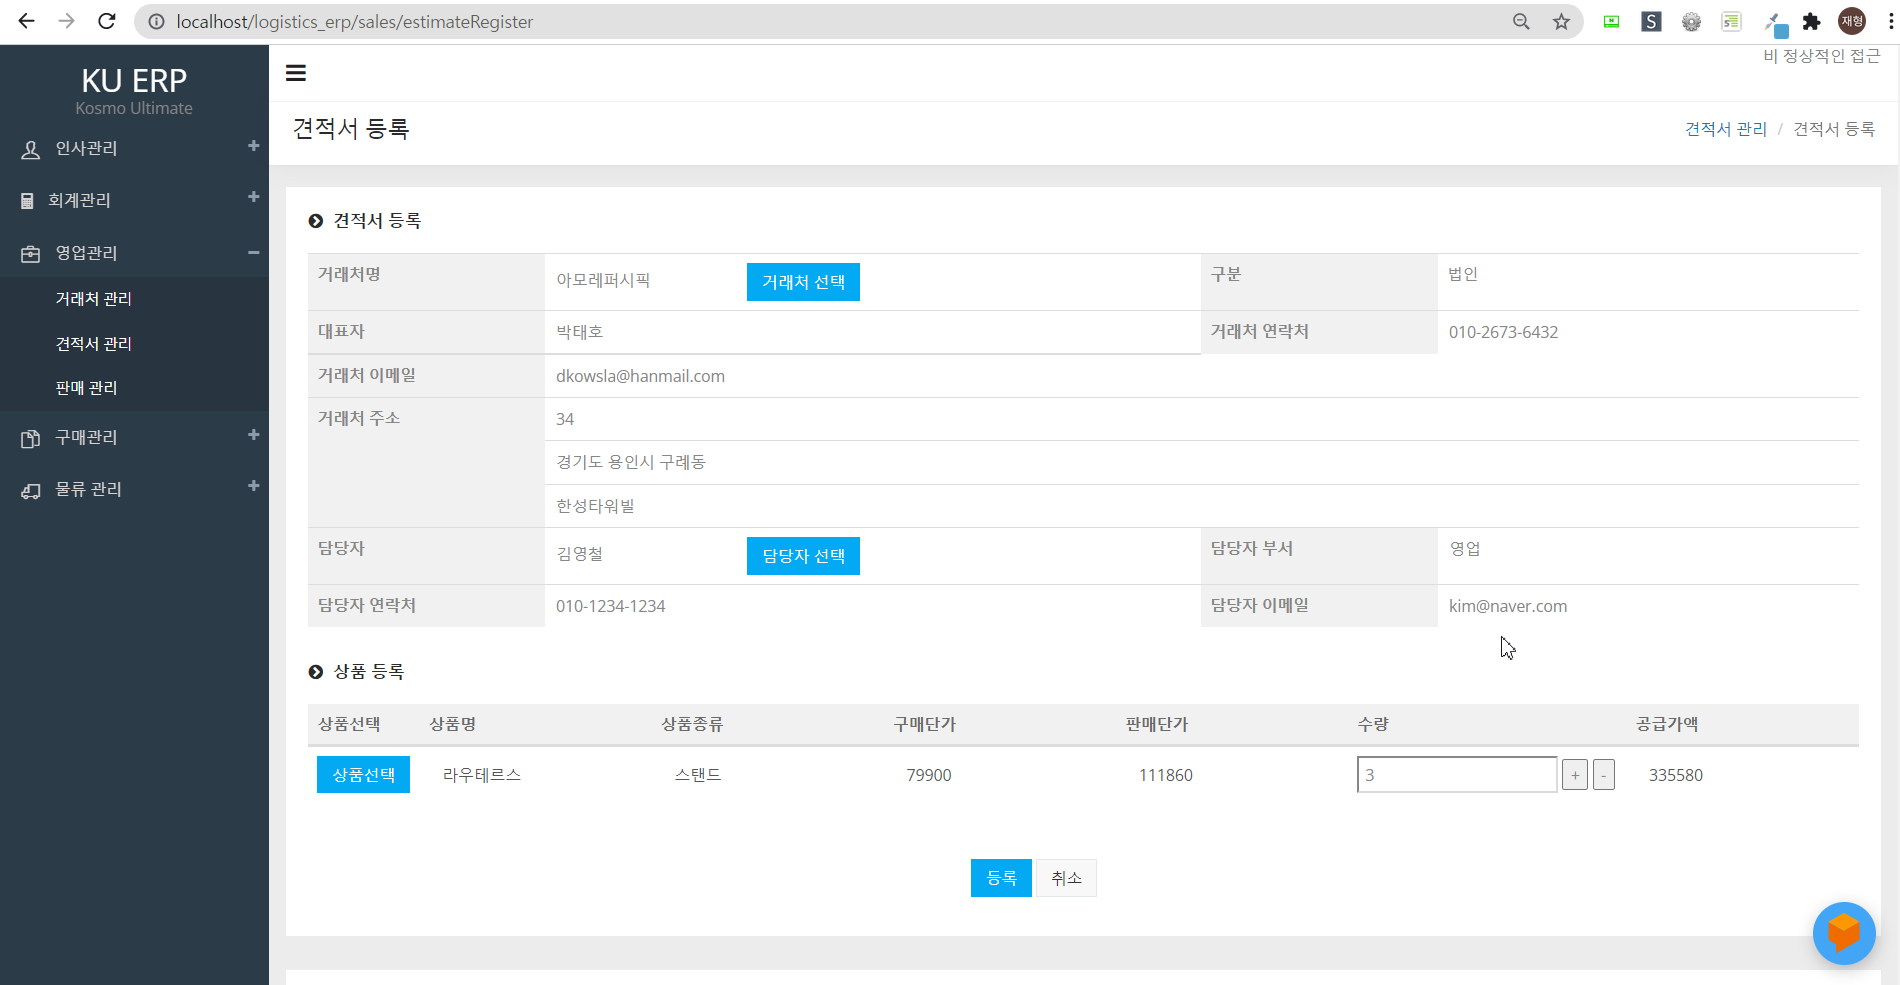 localhost/logistics_erp/sales/estimateRegister
재형
KU ERP
Kosmo Ultimate
비 정상적인 접근
인사관리
회계관리
영업관리
거래처 관리
견적서 관리
판매 관리
구매관리
물류 관리
견적서 등록
견적서 관리 / 견적서 등록
견적서 등록
거래처명 아모레퍼시픽 거래처 선택 구분 법인
대표자 박태호 거래처 연락처 010-2673-6432
거래처 이메일 dkowsla@hanmail.com
거래처 주소 34
경기도 용인시 구례동
한성타워빌
담당자 김영철 담당자 선택 담당자 부서 영업
담당자 연락처 010-1234-1234 담당자 이메일 kim@naver.com
상품 등록
상품선택 상품명 상품종류 구매단가 판매단가 수량 공급가액
상품선택 라우테르스 스탠드 79900 111860 3 + - 335580
등록 취소